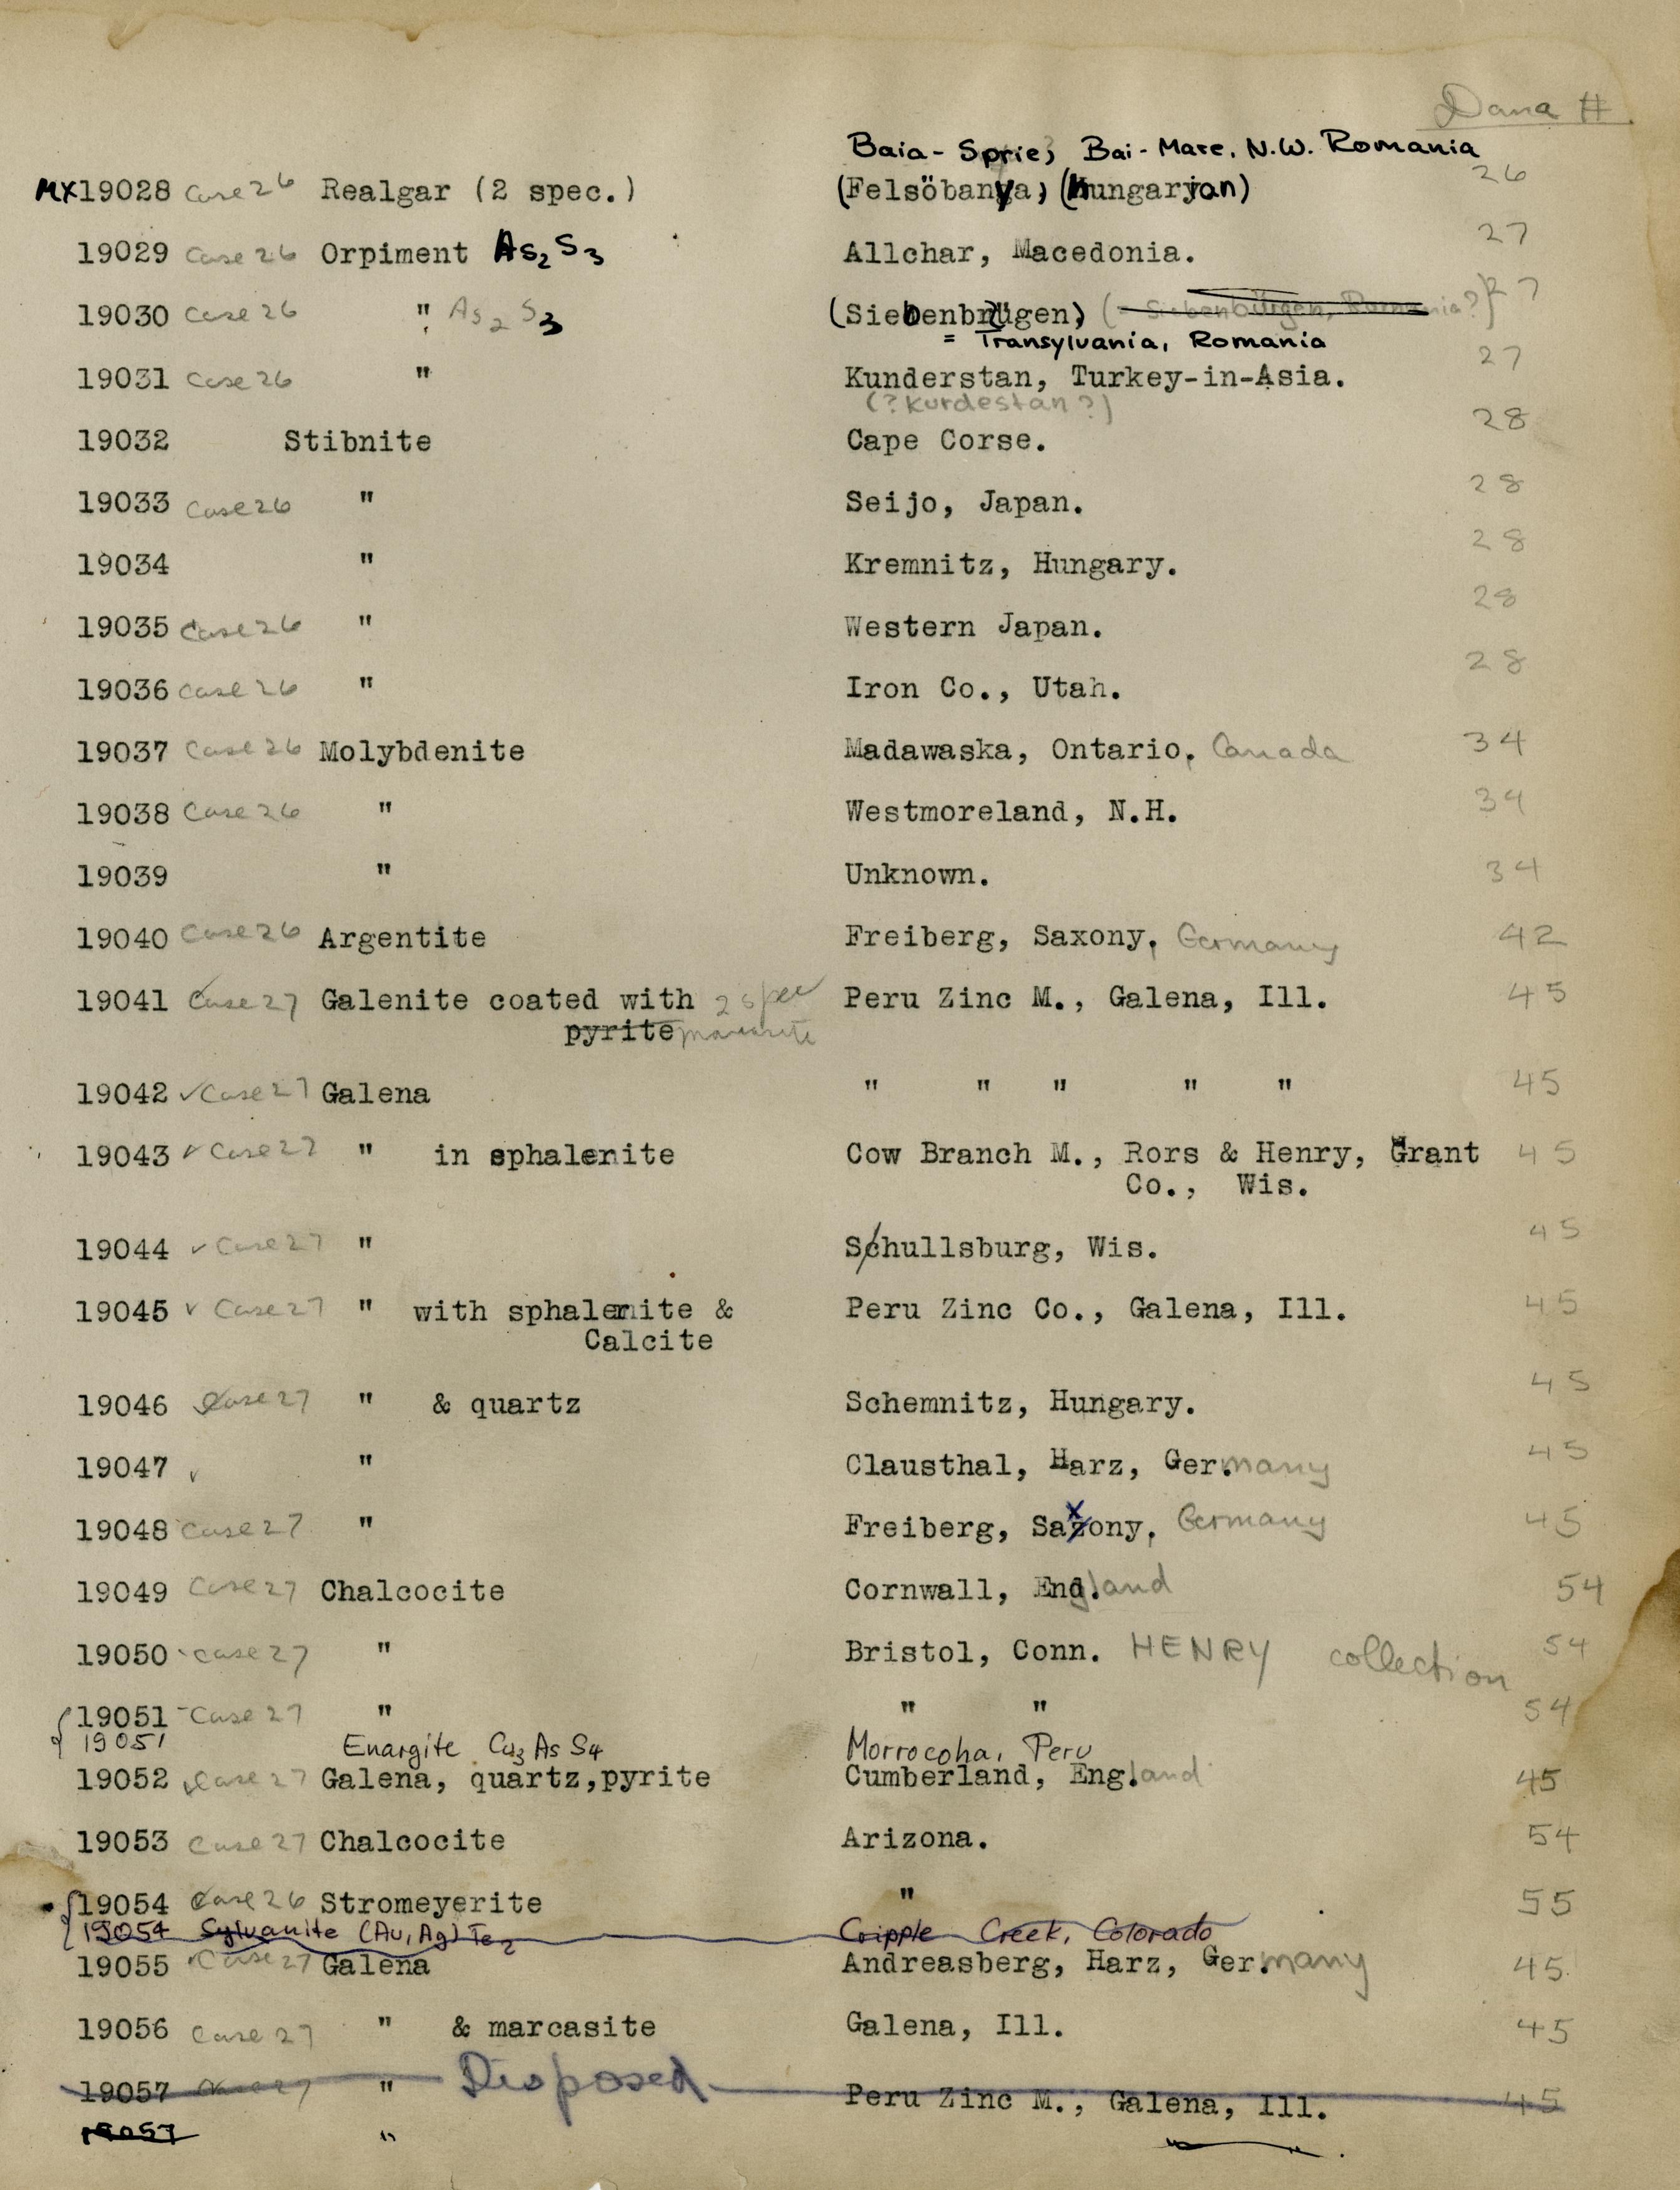 Dana #
Baia-Sprie, Bai-Mare, N.W. Romania
MX19028 Case 26 Realgar (2 spec.) (Felsöbanya, (Hungaryan) 26
19029 Case 26 Orpiment As2S3 Allchar, Macedonia. 27
19030 Case 26 " As2S3 (Siebenbrügen) (Siebenbürgen, Romania?) 27
= Transylvania, Romania
19031 Case 26 " Kunderstan, Turkey-in-Asia. 27
(?Kurdestan?)
19032 Stibnite Cape Corse. 28
19033 Case 26 " Seijo, Japan. 28
19034 " Kremnitz, Hungary. 28
19035 Case 26 " Western Japan. 28
19036 Case 26 " Iron Co., Utah. 28
19037 Case 26 Molybdenite Madawaska, Ontario, Canada 34
19038 Case 26 " Westmoreland, N.H. 34
19039 " Unknown. 34
19040 Case 26 Argentite Freiberg, Saxony, Germany 42
19041 Case 27 Galenite coated with 2 spec Peru Zinc M., Galena, Ill. 45
pyrite marcasite
19042 ✓ Case 27 Galena " " " " " 45
19043 ✓ Case 27 " in sphalerite Cow Branch M., Rors & Henry, Grant 45
Co., Wis.
19044 ✓ Case 27 " Schullsburg, Wis. 45
19045 ✓ Case 27 " with sphalenite & Peru Zinc Co., Galena, Ill. 45
Calcite
19046 Case 27 " & quartz Schemnitz, Hungary. 45
19047 ✓ " Clausthal, Harz, Germany 45
19048 Case 27 " Freiberg, Saxony, Germany 45
19049 Case 27 Chalcocite Cornwall, England 54
19050 Case 27 " Bristol, Conn. HENRY collection 54
19051 Case 27 " " " 54
19051 Enargite Cu3AsS4 Morrocoha, Peru
19052 Case 27 Galena, quartz,pyrite Cumberland, England 45
19053 Case 27 Chalcocite Arizona. 54
19054 Case 26 Stromeyerite " 55
19054 Sylvanite (Au,Ag)Te2 Cripple Creek, Colorado
19055 Case 27 Galena Andreasberg, Harz, Germany 45
19056 Case 27 " & marcasite Galena, Ill. 45
19057 Case 27 " Disposed Peru Zinc M., Galena, Ill. 45
19057 " " "